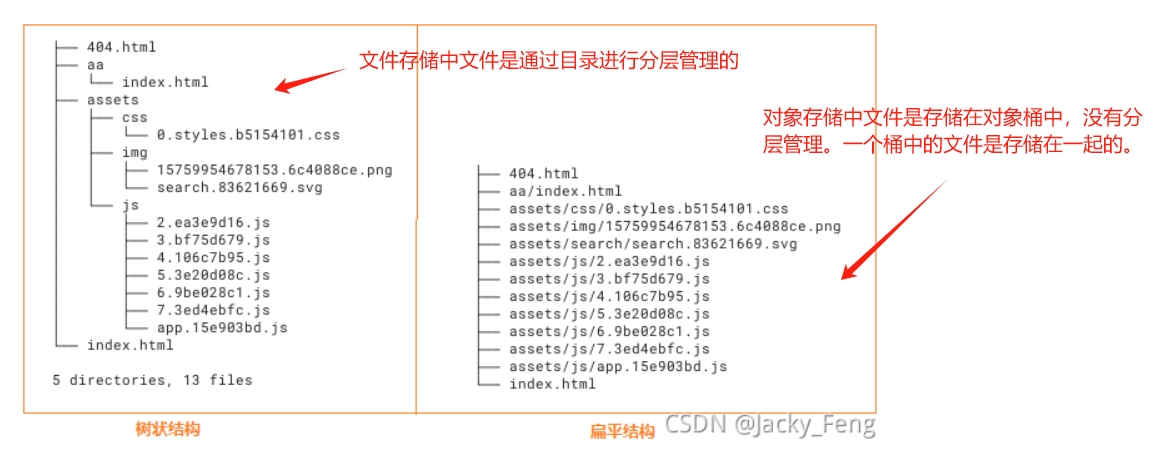 404.html
aa
index.html
assets
css
0.styles.b5154101.css
img
15759954678153.6c4088ce.png
search.83621669.svg
js
2.ea3e9d16.js
3.bf75d679.js
4.106c7b95.js
5.3e20d08c.js
6.9be028c1.js
7.3ed4ebfc.js
app.15e903bd.js
index.html
5 directories, 13 files
树状结构
文件存储中文件是通过目录进行分层管理的
对象存储中文件是存储在对象桶中，没有分
层管理。一个桶中的文件是存储在一起的。
404.html
aa/index.html
assets/css/0.styles.b5154101.css
assets/img/15759954678153.6c4088ce.png
assets/search/search.83621669.svg
assets/js/2.ea3e9d16.js
assets/js/3.bf75d679.js
assets/js/4.106c7b95.js
assets/js/5.3e20d08c.js
assets/js/6.9be028c1.js
assets/js/7.3ed4ebfc.js
assets/js/app.15e903bd.js
index.html
扁平结构
CSDN @Jacky_Feng